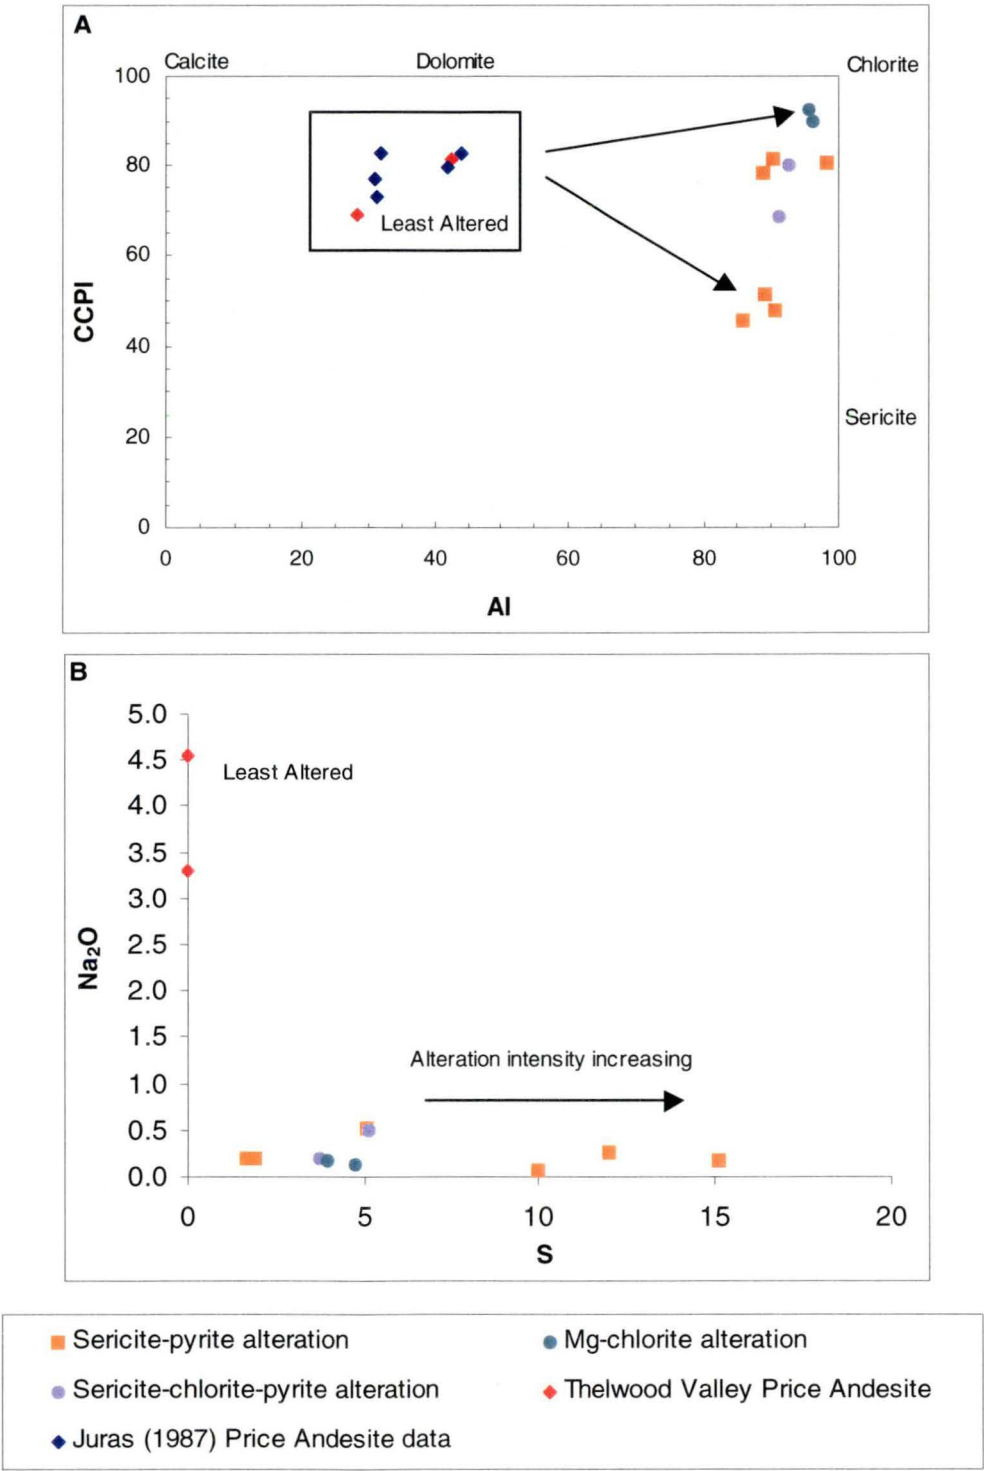 A
Calcite Dolomite Chlorite
100
80
60
40
20
0
CCPI
Least Altered
Sericite
0 20 40 60 80 100
AI
B
5.0
4.5
4.0
3.5
3.0
2.5
2.0
1.5
1.0
0.5
0.0
Na₂O
Least Altered
Alteration intensity increasing
0 5 10 15 20
S
Sericite-pyrite alteration Mg-chlorite alteration
Sericite-chlorite-pyrite alteration Thelwood Valley Price Andesite
Juras (1987) Price Andesite data